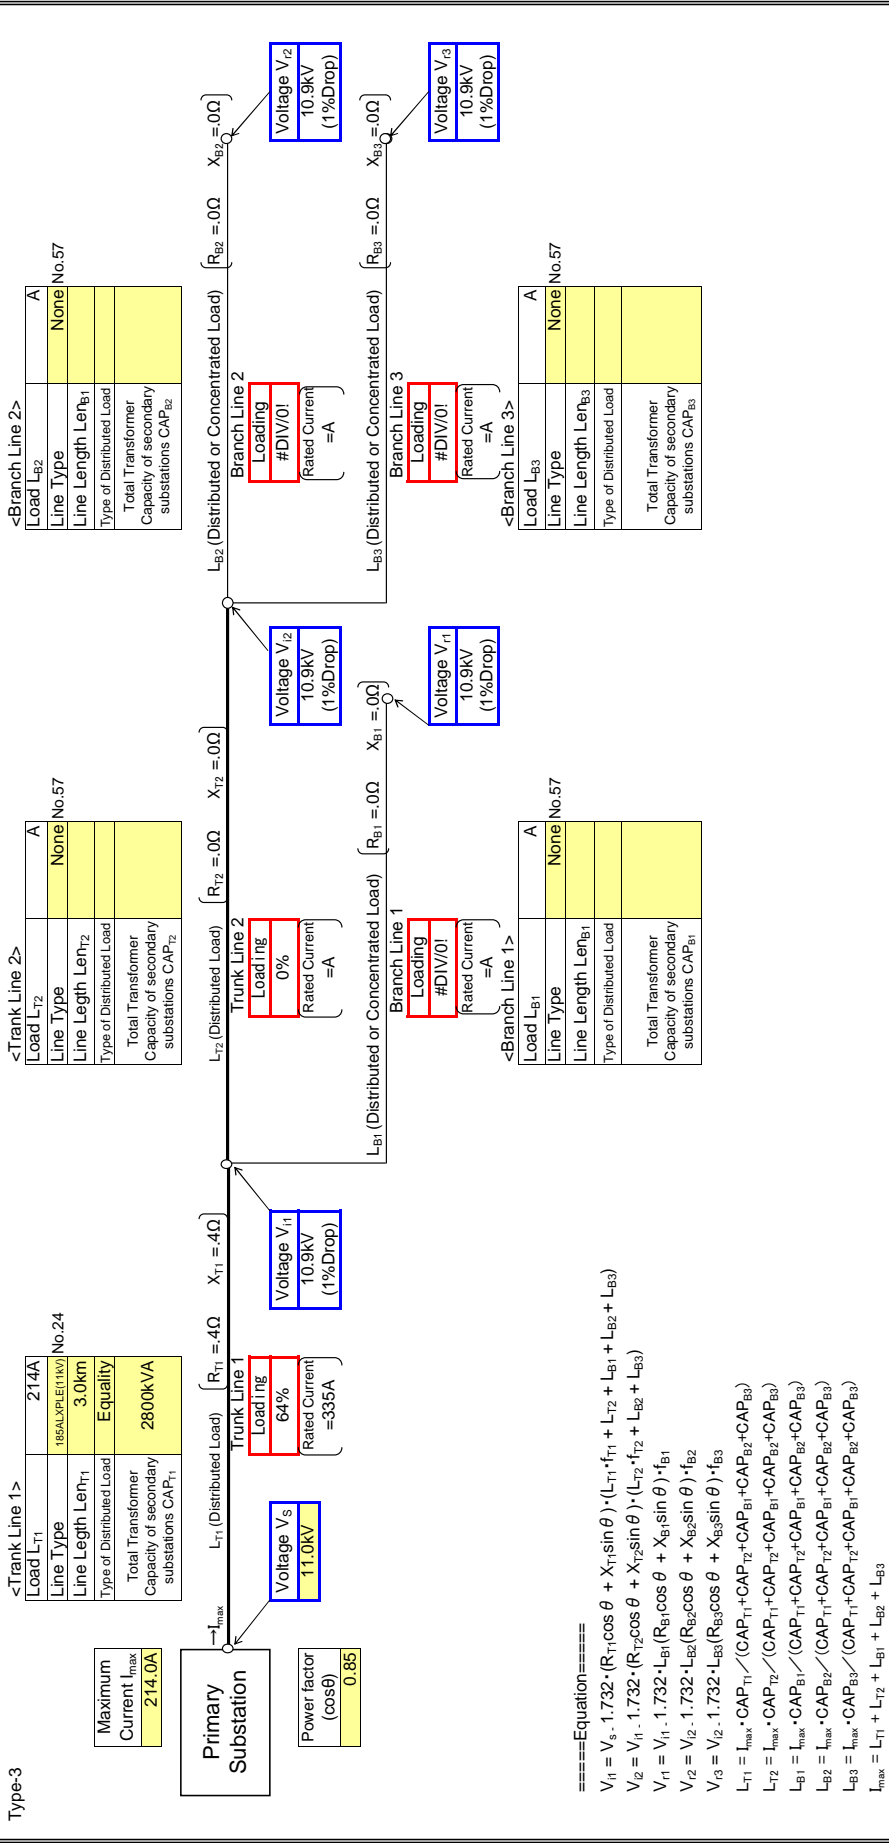 Type-3
<Trank Line 1>
Load LT1 214A
Line Type 185ALXPLE(11kV) No.24
Line Legth LenT1 3.0km
Type of Distributed Load Equality
Total Transformer
Capacity of secondary
substations CAPT1
2800kVA
<Trank Line 2>
Load LT2 A
Line Type None No.57
Line Legth LenT2
Type of Distributed Load
Total Transformer
Capacity of secondary
substations CAPT2
<Branch Line 2>
Load LB2 A
Line Type None No.57
Line Length LenB1
Type of Distributed Load
Total Transformer
Capacity of secondary
substations CAPB2
Maximum
Current Imax
214.0A
Primary
Substation
→Imax
Power factor
(cosθ)
0.85
Voltage VS
11.0kV
LT1 (Distributed Load)
RT1 =.4Ω XT1 =.4Ω
Trunk Line 1
Loading
64%
Rated Current
=335A
Voltage Vi1
10.9kV
(1%Drop)
LT2 (Distributed Load)
RT2 =.0Ω XT2 =.0Ω
Trunk Line 2
Loading
0%
Rated Current
=A
Voltage Vi2
10.9kV
(1%Drop)
LB2 (Distributed or Concentrated Load)
RB2 =.0Ω XB2 =.0Ω
Branch Line 2
Loading
#DIV/0!
Rated Current
=A
Voltage Vr2
10.9kV
(1%Drop)
LB1 (Distributed or Concentrated Load)
RB1 =.0Ω XB1 =.0Ω
Branch Line 1
Loading
#DIV/0!
Rated Current
=A
Voltage Vr1
10.9kV
(1%Drop)
LB3 (Distributed or Concentrated Load)
RB3 =.0Ω XB3 =.0Ω
Branch Line 3
Loading
#DIV/0!
Rated Current
=A
Voltage Vr3
10.9kV
(1%Drop)
<Branch Line 1>
Load LB1 A
Line Type None No.57
Line Length LenB1
Type of Distributed Load
Total Transformer
Capacity of secondary
substations CAPB1
<Branch Line 3>
Load LB3 A
Line Type None No.57
Line Length LenB3
Type of Distributed Load
Total Transformer
Capacity of secondary
substations CAPB3
=====Equation=====
Vi1 = Vs - 1.732・(RT1cosθ + XT1sinθ)・(LT1・fT1 + LT2 + LB1 + LB2 + LB3)
Vi2 = Vi1 - 1.732・(RT2cosθ + XT2sinθ)・(LT2・fT2 + LB2 + LB3)
Vr1 = Vi1 - 1.732・LB1(RB1cosθ + XB1sinθ)・fB1
Vr2 = Vi2 - 1.732・LB2(RB2cosθ + XB2sinθ)・fB2
Vr3 = Vi2 - 1.732・LB3(RB3cosθ + XB3sinθ)・fB3
LT1 = Imax・CAPT1／(CAPT1+CAPT2+CAPB1+CAPB2+CAPB3)
LT2 = Imax・CAPT2／(CAPT1+CAPT2+CAPB1+CAPB2+CAPB3)
LB1 = Imax・CAPB1／(CAPT1+CAPT2+CAPB1+CAPB2+CAPB3)
LB2 = Imax・CAPB2／(CAPT1+CAPT2+CAPB1+CAPB2+CAPB3)
LB3 = Imax・CAPB3／(CAPT1+CAPT2+CAPB1+CAPB2+CAPB3)
Imax = LT1 + LT2 + LB1 + LB2 + LB3